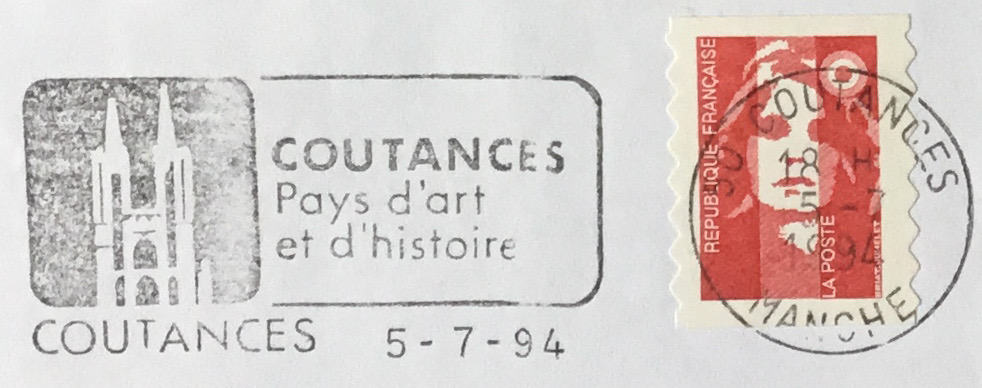 COUTANCES
Pays d'art
et d'histoire
COUTANCES 5-7-94
REPUBLIQUE FRANÇAISE
LA POSTE
50 COUTANCES
18 H
5-7
1994
MANCHE